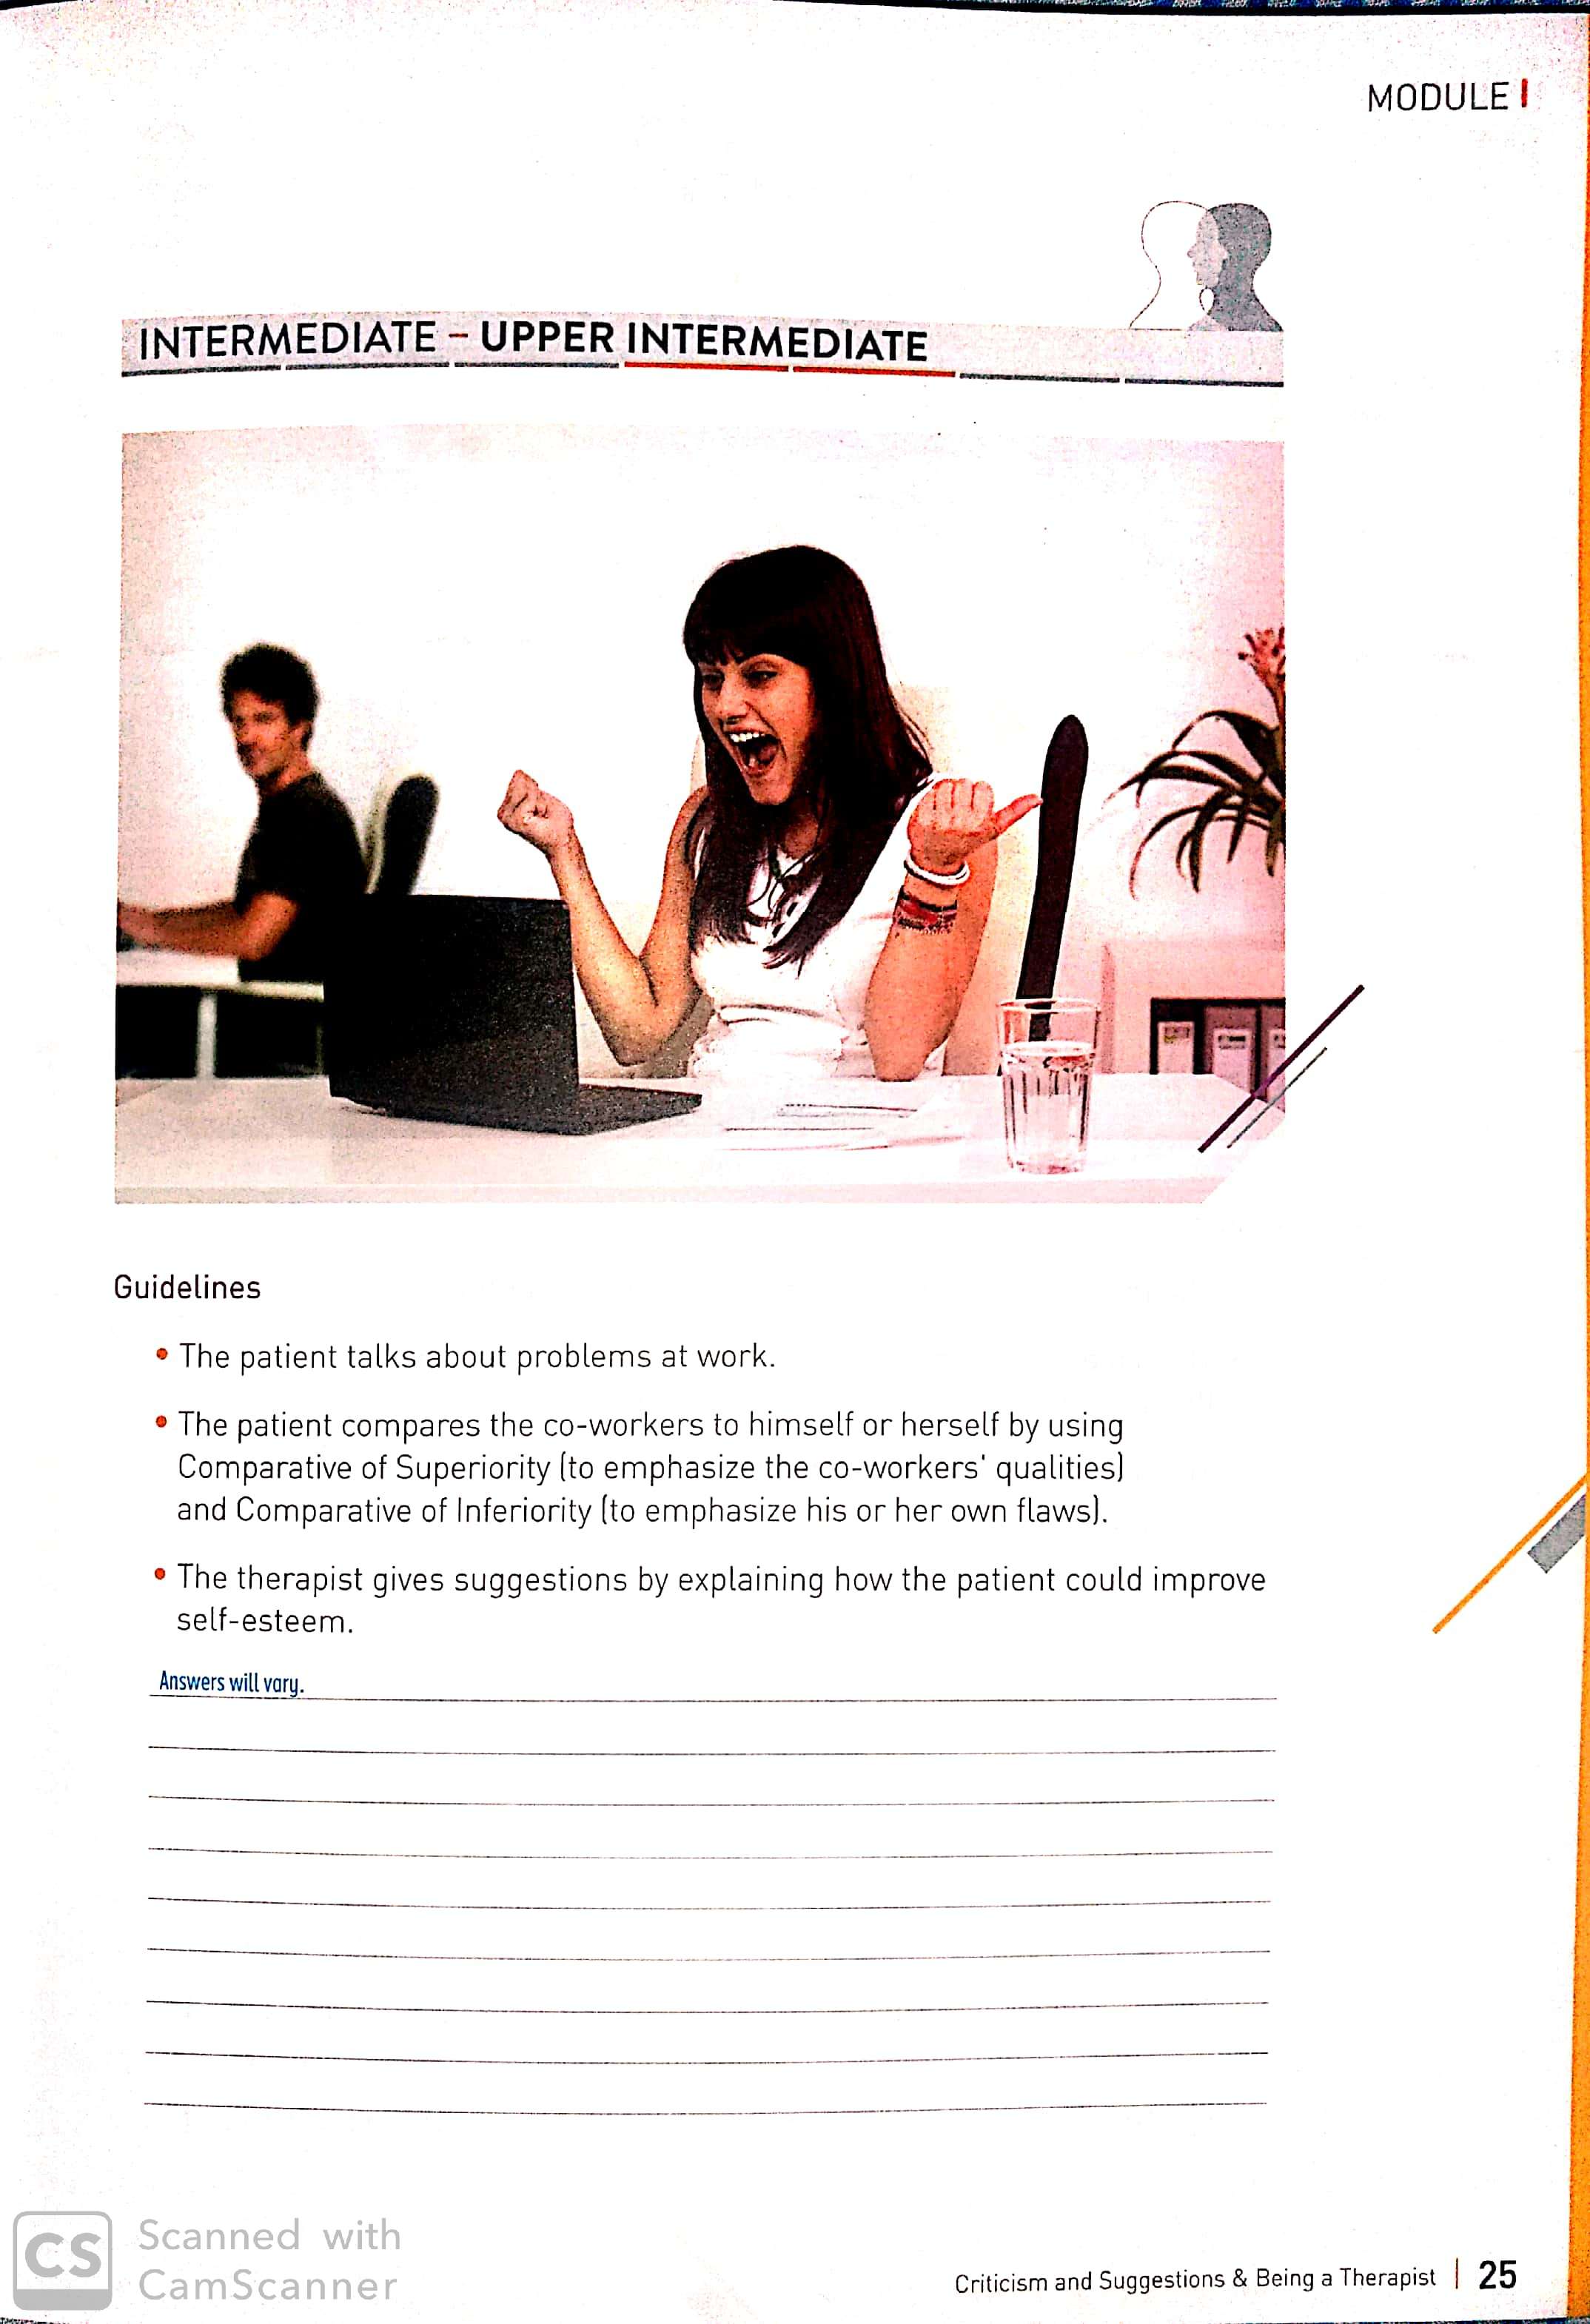 MODULE I
INTERMEDIATE – UPPER INTERMEDIATE
Guidelines
• The patient talks about problems at work.
• The patient compares the co-workers to himself or herself by using
Comparative of Superiority (to emphasize the co-workers' qualities)
and Comparative of Inferiority (to emphasize his or her own flaws).
• The therapist gives suggestions by explaining how the patient could improve
self-esteem.
Answers will vary.
CS
Scanned with
CamScanner
Criticism and Suggestions & Being a Therapist | 25